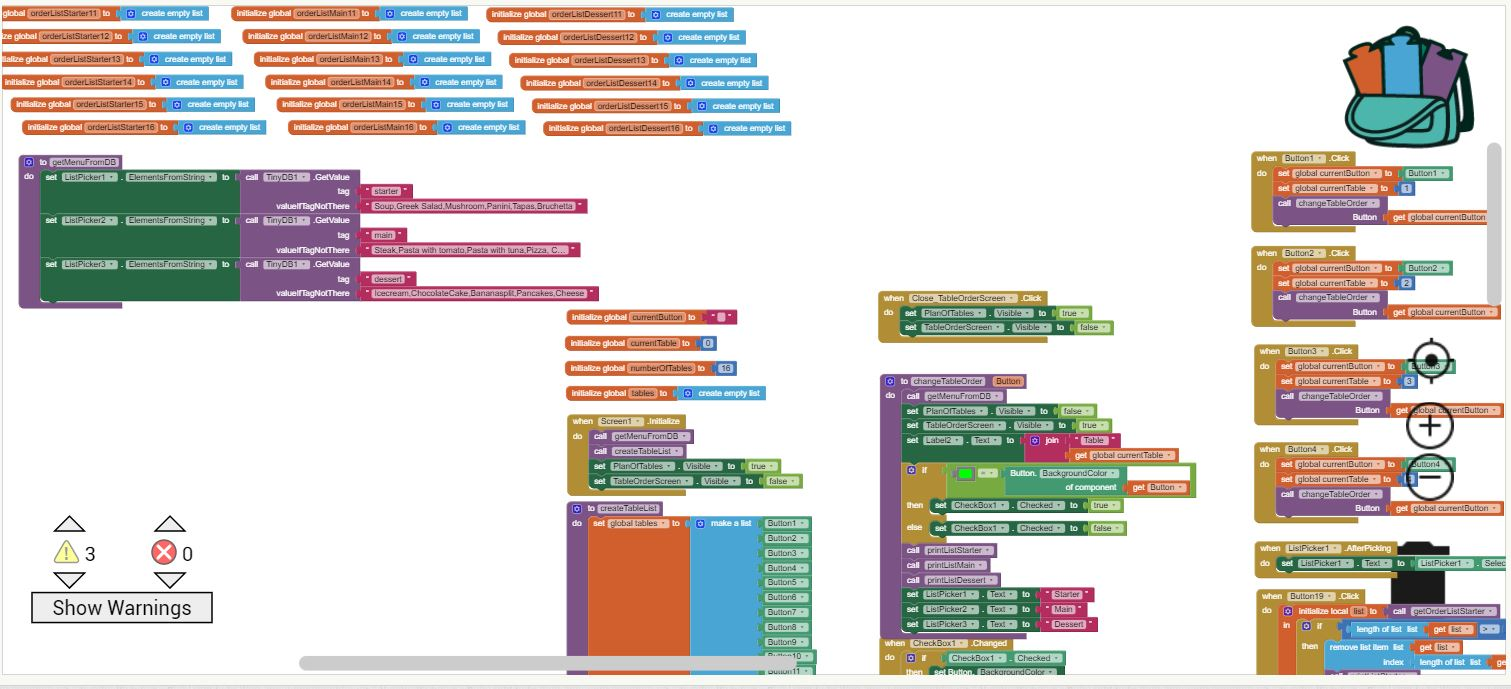 global orderListStarter11 to create empty list initialize global orderListMain11 to create empty list initialize global orderListDessert11 to create empty list
ze global orderListStarter12 to create empty list initialize global orderListMain12 to create empty list initialize global orderListDessert12 to create empty list
ialize global orderListStarter13 to create empty list initialize global orderListMain13 to create empty list initialize global orderListDessert13 to create empty list
initialize global orderListStarter14 to create empty list initialize global orderListMain14 to create empty list initialize global orderListDessert14 to create empty list
initialize global orderListStarter15 to create empty list initialize global orderListMain15 to create empty list initialize global orderListDessert15 to create empty list
initialize global orderListStarter16 to create empty list initialize global orderListMain16 to create empty list initialize global orderListDessert16 to create empty list
to getMenuFromDB
do set ListPicker1 . ElementsFromString to call TinyDB1 .GetValue
tag " starter "
valueIfTagNotThere " Soup,Greek Salad,Mushroom,Panini,Tapas,Bruchetta "
set ListPicker2 . ElementsFromString to call TinyDB1 .GetValue
tag " main "
valueIfTagNotThere " Steak,Pasta with tomato,Pasta with tuna,Pizza, C... "
set ListPicker3 . ElementsFromString to call TinyDB1 .GetValue
tag " dessert "
valueIfTagNotThere " Icecream,ChocolateCake,Bananasplit,Pancakes,Cheese "
initialize global currentButton to " "
initialize global currentTable to 0
initialize global numberOfTables to 16
initialize global tables to create empty list
when Screen1 .Initialize
do call getMenuFromDB
call createTableList
set PlanOfTables . Visible to true
set TableOrderScreen . Visible to false
to createTableList
do set global tables to make a list Button1
Button2
Button3
Button4
Button5
Button6
Button7
Button8
Button9
Button10
Button11
when Close_TableOrderScreen .Click
do set PlanOfTables . Visible to true
set TableOrderScreen . Visible to false
to changeTableOrder Button
do call getMenuFromDB
set PlanOfTables . Visible to false
set TableOrderScreen . Visible to true
set Label2 . Text to join " Table "
get global currentTable
if = Button. BackgroundColor
of component get Button
then set CheckBox1 . Checked to true
else set CheckBox1 . Checked to false
call printListStarter
call printListMain
call printListDessert
set ListPicker1 . Text to " Starter "
set ListPicker2 . Text to " Main "
set ListPicker3 . Text to " Dessert "
when CheckBox1 .Changed
do if CheckBox1 . Checked
then set Button. BackgroundColor
when Button1 .Click
do set global currentButton to Button1
set global currentTable to 1
call changeTableOrder
Button get global currentButton
when Button2 .Click
do set global currentButton to Button2
set global currentTable to 2
call changeTableOrder
Button get global currentButton
when Button3 .Click
do set global currentButton to Button3
set global currentTable to 3
call changeTableOrder
Button get global currentButton
when Button4 .Click
do set global currentButton to Button4
set global currentTable to
call changeTableOrder
Button get global currentButton
when ListPicker1 .AfterPicking
do set ListPicker1 . Text to ListPicker1 . Selec
when Button19 .Click
do initialize local list to call getOrderListStarter
in if length of list list get list >
then remove list item list get list
index length of list list ge
3 0
Show Warnings